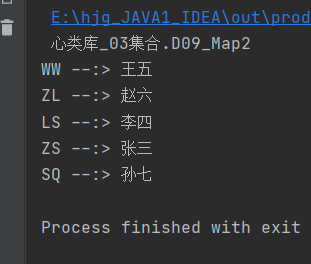 E:\hjg_JAVA1_IDEA\out\prod
心类库_03集合.D09_Map2
WW --:> 王五
ZL --:> 赵六
LS --:> 李四
ZS --:> 张三
SQ --:> 孙七
Process finished with exit